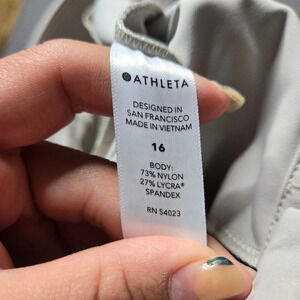 ATHLETA
DESIGNED IN
SAN FRANCISCO
MADE IN VIETNAM
16
BODY:
73% NYLON
27% LYCRA®
SPANDEX
RN 54023